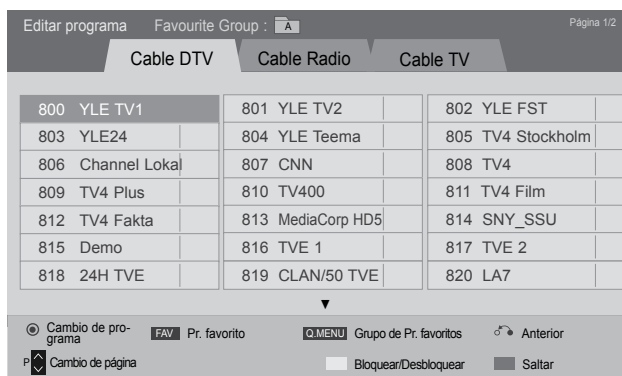 Editar programa Favourite Group : A Página 1/2
Cable DTV Cable Radio Cable TV
800 YLE TV1 801 YLE TV2 802 YLE FST
803 YLE24 804 YLE Teema 805 TV4 Stockholm
806 Channel Lokal 807 CNN 808 TV4
809 TV4 Plus 810 TV400 811 TV4 Film
812 TV4 Fakta 813 MediaCorp HD5 814 SNY_SSU
815 Demo 816 TVE 1 817 TVE 2
818 24H TVE 819 CLAN/50 TVE 820 LA7
Cambio de pro-
grama FAV Pr. favorito Q.MENU Grupo de Pr. favoritos Anterior
P Cambio de página Bloquear/Desbloquear Saltar